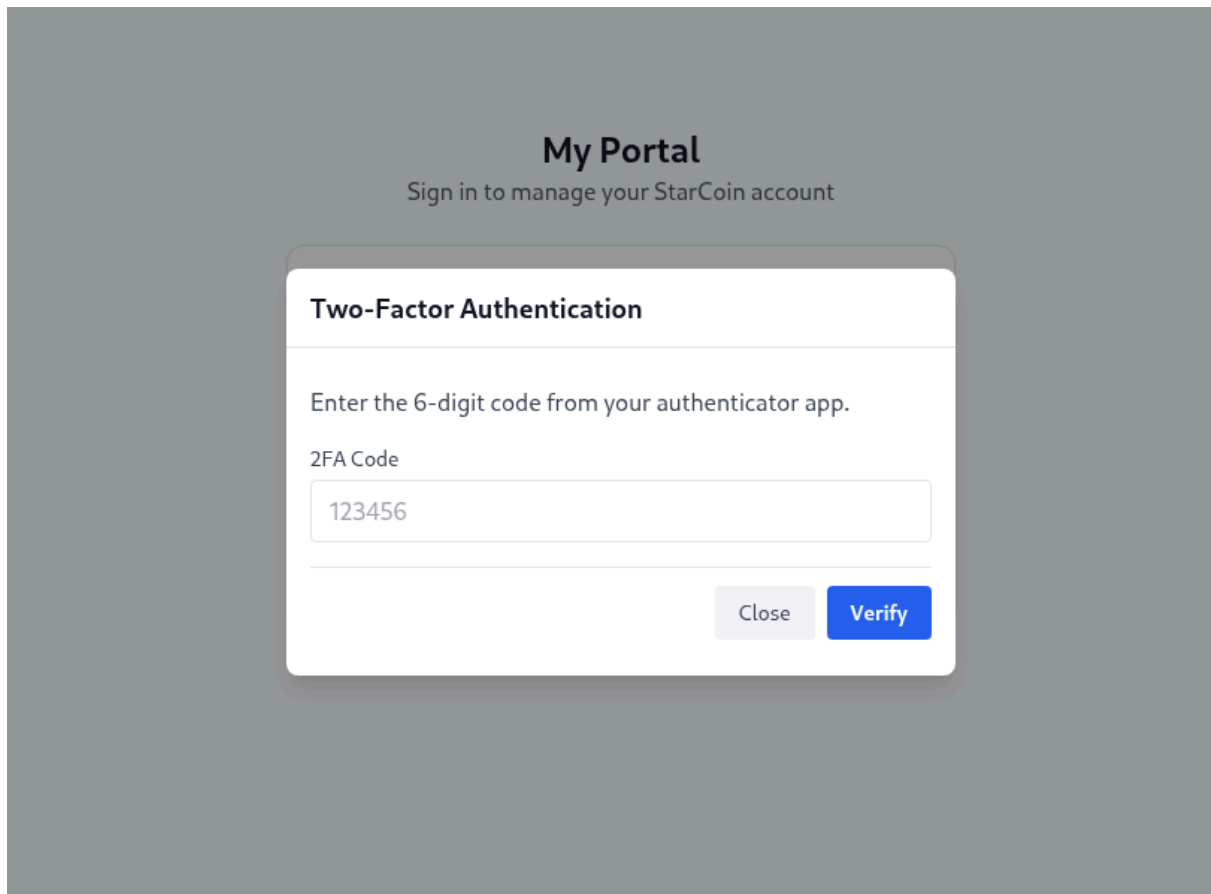 My Portal
Sign in to manage your StarCoin account
Two-Factor Authentication
Enter the 6-digit code from your authenticator app.
2FA Code
123456
Close
Verify